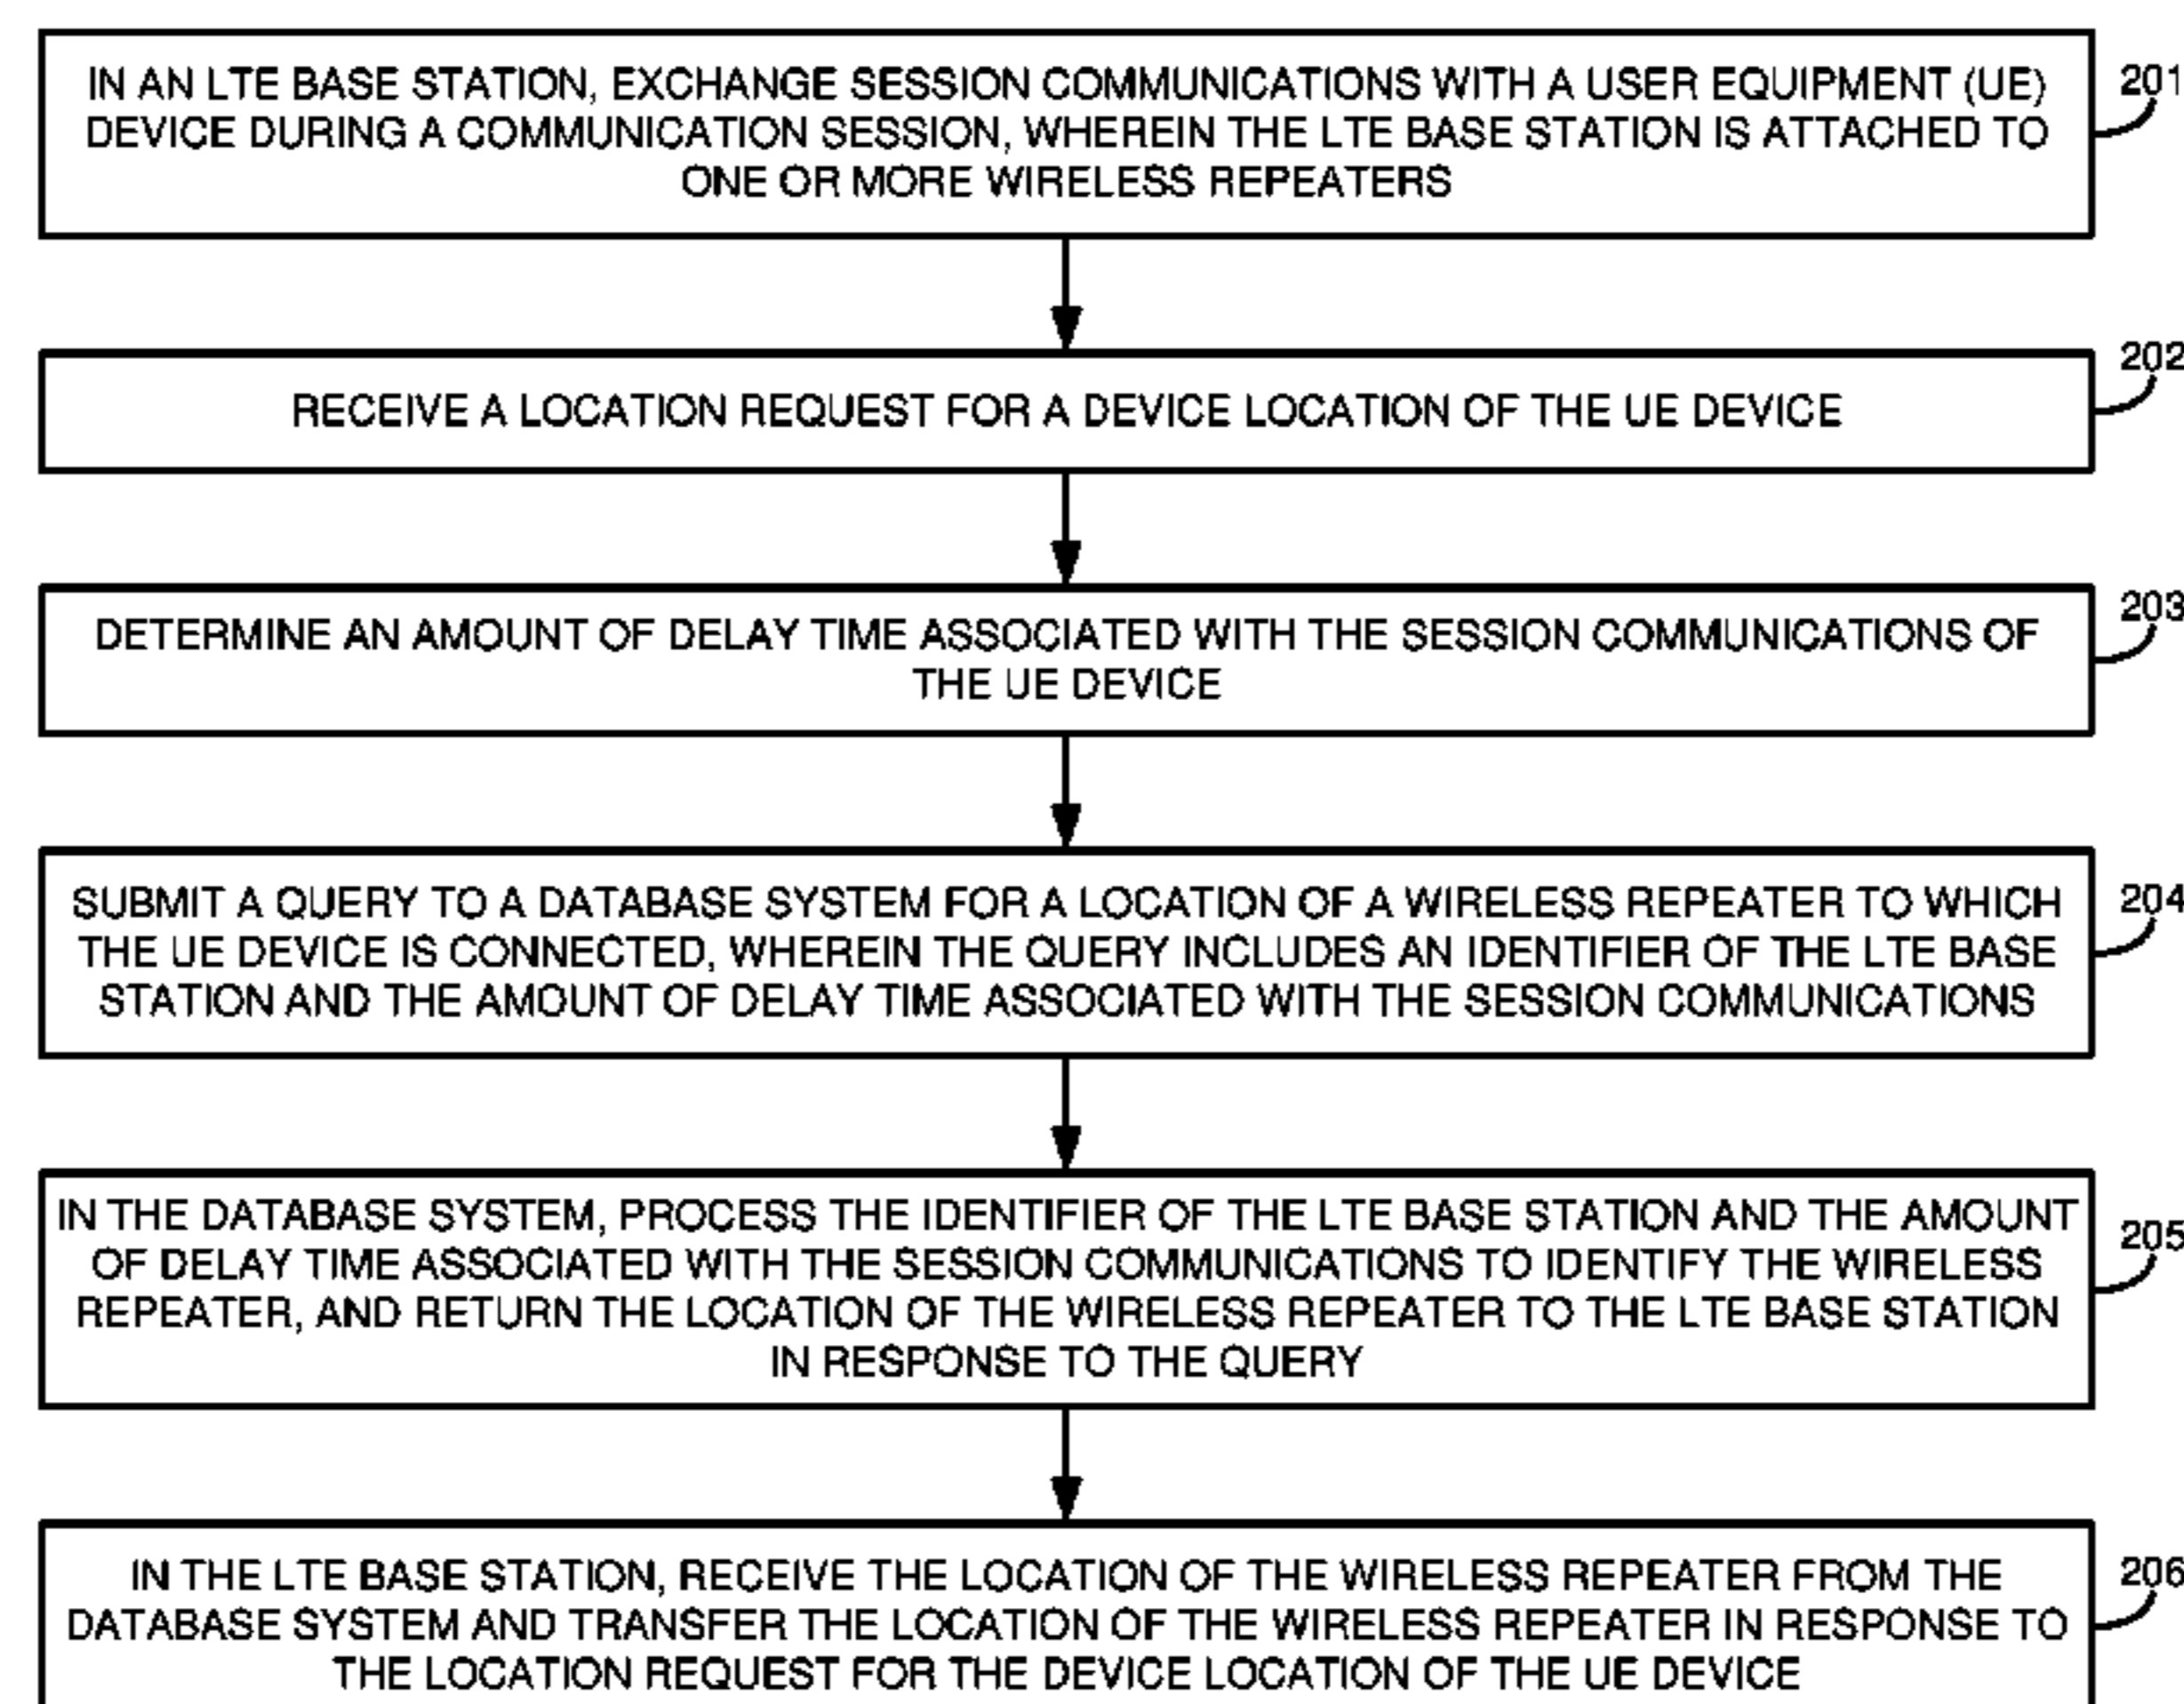 IN AN LTE BASE STATION, EXCHANGE SESSION COMMUNICATIONS WITH A USER EQUIPMENT (UE)
DEVICE DURING A COMMUNICATION SESSION, WHEREIN THE LTE BASE STATION IS ATTACHED TO
ONE OR MORE WIRELESS REPEATERS
201
RECEIVE A LOCATION REQUEST FOR A DEVICE LOCATION OF THE UE DEVICE
202
DETERMINE AN AMOUNT OF DELAY TIME ASSOCIATED WITH THE SESSION COMMUNICATIONS OF
THE UE DEVICE
203
SUBMIT A QUERY TO A DATABASE SYSTEM FOR A LOCATION OF A WIRELESS REPEATER TO WHICH
THE UE DEVICE IS CONNECTED, WHEREIN THE QUERY INCLUDES AN IDENTIFIER OF THE LTE BASE
STATION AND THE AMOUNT OF DELAY TIME ASSOCIATED WITH THE SESSION COMMUNICATIONS
204
IN THE DATABASE SYSTEM, PROCESS THE IDENTIFIER OF THE LTE BASE STATION AND THE AMOUNT
OF DELAY TIME ASSOCIATED WITH THE SESSION COMMUNICATIONS TO IDENTIFY THE WIRELESS
REPEATER, AND RETURN THE LOCATION OF THE WIRELESS REPEATER TO THE LTE BASE STATION
IN RESPONSE TO THE QUERY
205
IN THE LTE BASE STATION, RECEIVE THE LOCATION OF THE WIRELESS REPEATER FROM THE
DATABASE SYSTEM AND TRANSFER THE LOCATION OF THE WIRELESS REPEATER IN RESPONSE TO
THE LOCATION REQUEST FOR THE DEVICE LOCATION OF THE UE DEVICE
206